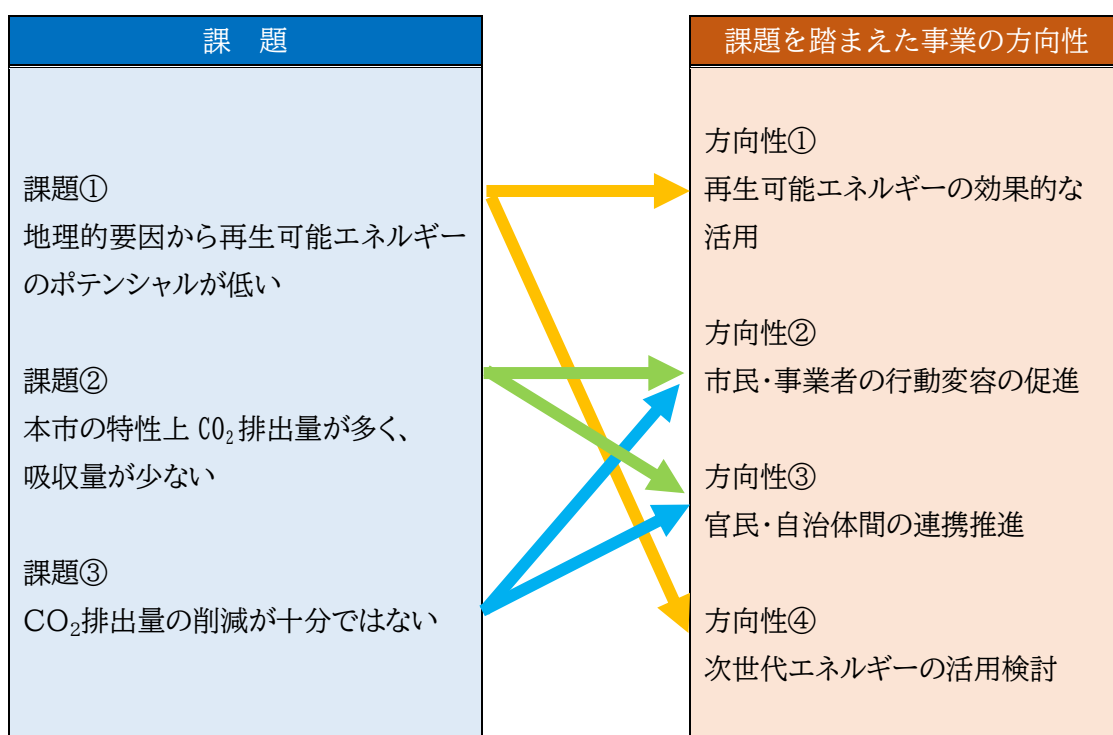 課　題
課題①
地理的要因から再生可能エネルギー
のポテンシャルが低い
課題②
本市の特性上 CO₂排出量が多く、
吸収量が少ない
課題③
CO₂排出量の削減が十分ではない
課題を踏まえた事業の方向性
方向性①
再生可能エネルギーの効果的な
活用
方向性②
市民・事業者の行動変容の促進
方向性③
官民・自治体間の連携推進
方向性④
次世代エネルギーの活用検討